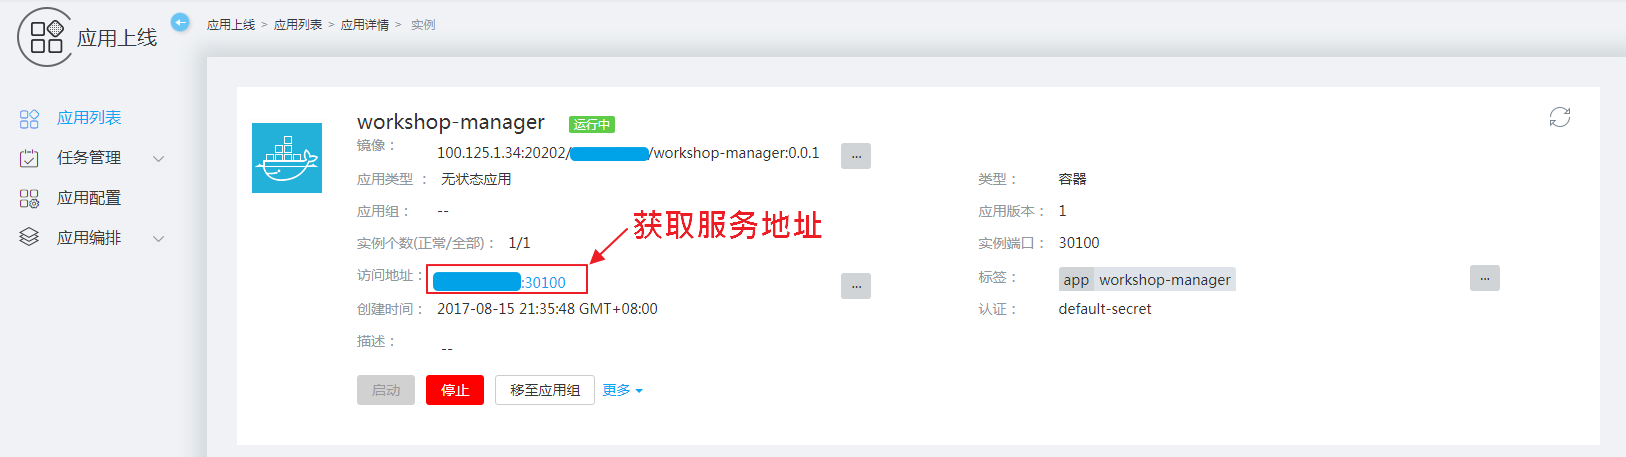 应用上线
应用上线 > 应用列表 > 应用详情 > 实例
应用列表
任务管理
应用配置
应用编排
workshop-manager 运行中
镜像：
100.125.1.34:20202/ /workshop-manager:0.0.1 ...
应用类型： 无状态应用
类型： 容器
应用组： --
应用版本： 1
获取服务地址
实例个数(正常/全部)： 1/1
实例端口： 30100
访问地址： :30100 ...
标签： app workshop-manager ...
创建时间： 2017-08-15 21:35:48 GMT+08:00
认证： default-secret
描述： --
启动 停止 移至应用组 更多